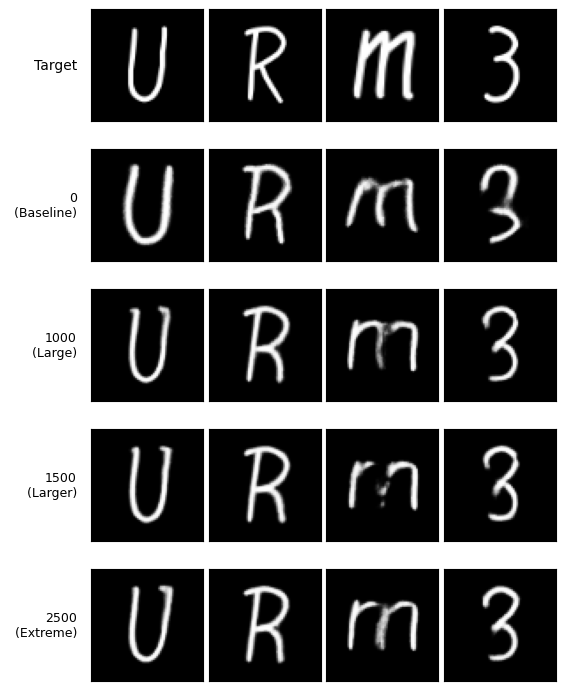 Target U R m 3
0
(Baseline) U R m 3
1000
(Large) U R m 3
1500
(Larger) U R m 3
2500
(Extreme) U R m 3